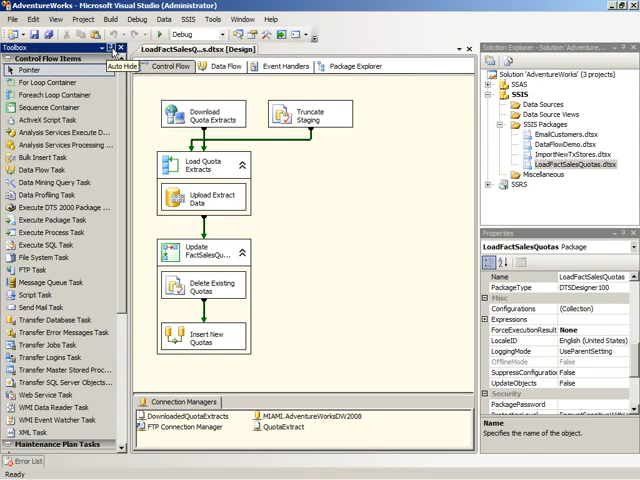 AdventureWorks - Microsoft Visual Studio (Administrator)
File Edit View Project Build Debug Data SSIS Tools Window Help
Debug
Toolbox
Auto Hide
Control Flow Items
Pointer
For Loop Container
Foreach Loop Container
Sequence Container
ActiveX Script Task
Analysis Services Execute D...
Analysis Services Processing ...
Bulk Insert Task
Data Flow Task
Data Mining Query Task
Data Profiling Task
Execute DTS 2000 Package ...
Execute Package Task
Execute Process Task
Execute SQL Task
File System Task
FTP Task
Message Queue Task
Script Task
Send Mail Task
Transfer Database Task
Transfer Error Messages Task
Transfer Jobs Task
Transfer Logins Task
Transfer Master Stored Proc...
Transfer SQL Server Objects...
Web Service Task
WMI Data Reader Task
WMI Event Watcher Task
XML Task
Maintenance Plan Tasks
LoadFactSalesQ...s.dtsx [Design]
Control Flow
Data Flow
Event Handlers
Package Explorer
Download
Quota Extracts
Truncate
Staging
Load Quota
Extracts
Upload Extract
Data
Update
FactSalesQu...
Delete Existing
Quotas
Insert New
Quotas
Connection Managers
DownloadedQuotaExtracts
MIAMI.AdventureWorksDW2008
FTP Connection Manager
QuotaExtract
Solution Explorer - Solution 'AdventureWo...
Solution 'AdventureWorks' (3 projects)
SSAS
SSIS
Data Sources
Data Source Views
SSIS Packages
EmailCustomers.dtsx
DataFlowDemo.dtsx
ImportNewTxStores.dtsx
LoadFactSalesQuotas.dtsx
Miscellaneous
SSRS
Properties
LoadFactSalesQuotas Package
Name LoadFactSalesQuotas
PackageType DTSDesigner100
Misc
Configurations (Collection)
Expressions
ForceExecutionResult None
LocaleID English (United States)
LoggingMode UseParentSetting
OfflineMode False
SuppressConfiguration False
UpdateObjects False
Security
PackagePassword
Name
Specifies the name of the object.
Error List
Ready